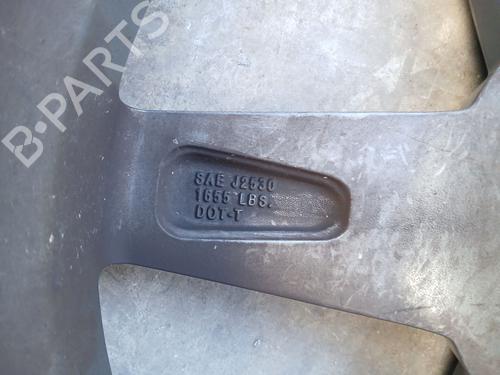 B-PARTS
SAE J2530
1655 LBS.
DOT-T